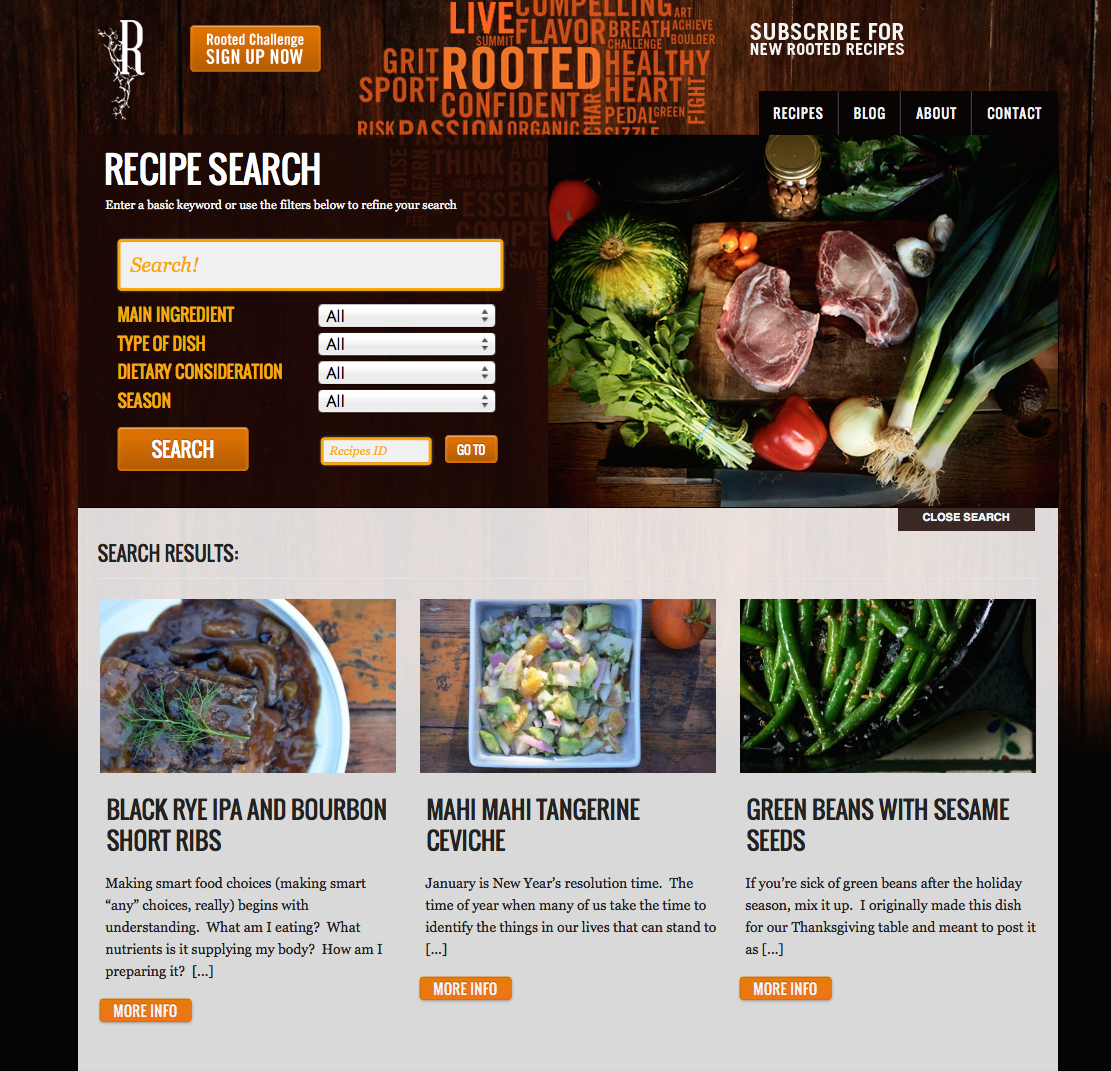 R
Rooted Challenge
SIGN UP NOW
LIVE COMPELLING ART
SUMMIT FLAVOR BREATH ACHIEVE
CHALLENGE BOULDER
GRIT ROOTED HEALTHY
SPORT CONFIDENT CHAR HEART FIGHT
PEDAL GREEN
RISK PASSION ORGANIC SIZZLE
PULSE LEARN THINK
SUN GROW
ESSEN
FEEL
COMPE
SAVO
SUBSCRIBE FOR
NEW ROOTED RECIPES
RECIPES BLOG ABOUT CONTACT
RECIPE SEARCH
Enter a basic keyword or use the filters below to refine your search
Search!
MAIN INGREDIENT All
TYPE OF DISH All
DIETARY CONSIDERATION All
SEASON All
SEARCH Recipes ID GO TO
CLOSE SEARCH
SEARCH RESULTS:
BLACK RYE IPA AND BOURBON
SHORT RIBS
Making smart food choices (making smart
“any” choices, really) begins with
understanding.  What am I eating?  What
nutrients is it supplying my body?  How am I
preparing it?  [...]
MORE INFO
MAHI MAHI TANGERINE
CEVICHE
January is New Year’s resolution time.  The
time of year when many of us take the time to
identify the things in our lives that can stand to
[...]
MORE INFO
GREEN BEANS WITH SESAME
SEEDS
If you’re sick of green beans after the holiday
season, mix it up.  I originally made this dish
for our Thanksgiving table and meant to post it
as [...]
MORE INFO